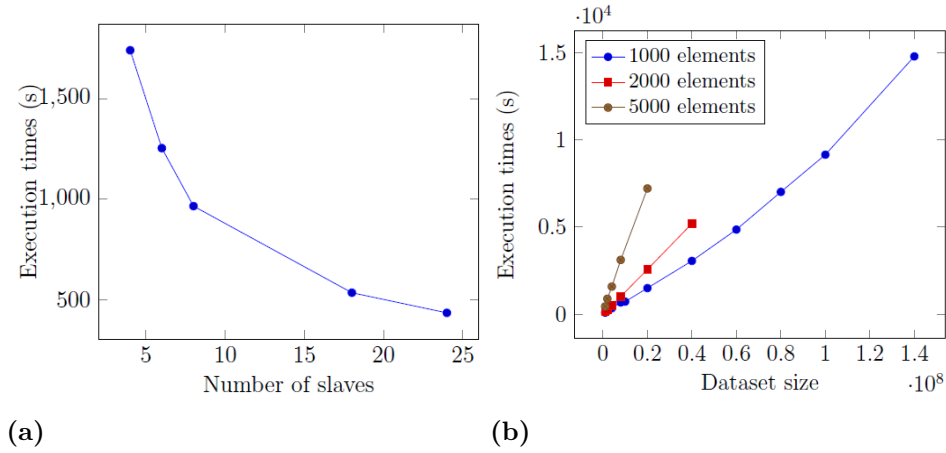 Execution times (s)
1,500
1,000
500
5
10
15
20
25
Number of slaves
(a)
·10⁴
1000 elements
2000 elements
5000 elements
Execution times (s)
1.5
1
0.5
0
0
0.2
0.4
0.6
0.8
1
1.2
1.4
Dataset size
·10⁸
(b)